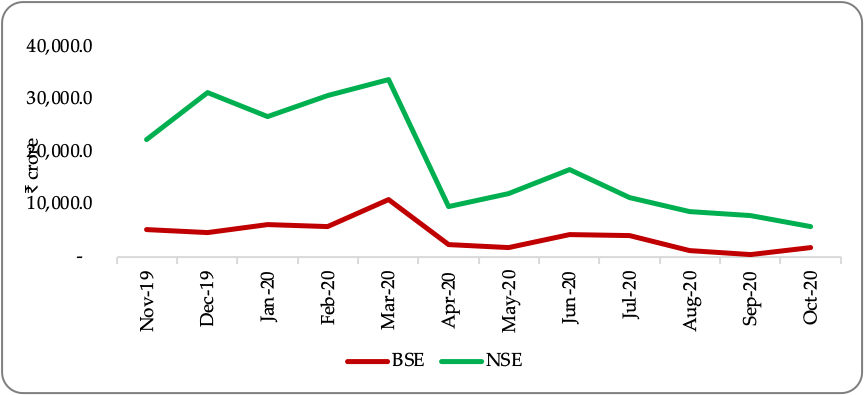 40,000.0
30,000.0
20,000.0
10,000.0
-
₹ crore
Nov-19
Dec-19
Jan-20
Feb-20
Mar-20
Apr-20
May-20
Jun-20
Jul-20
Aug-20
Sep-20
Oct-20
BSE
NSE